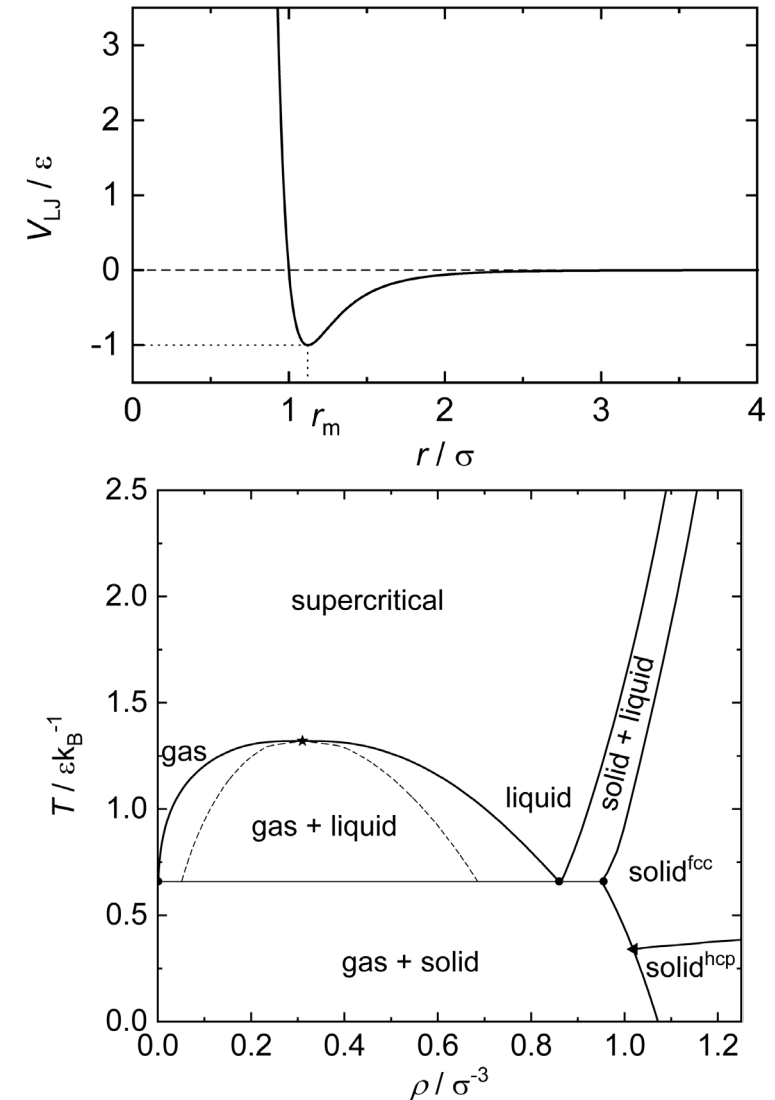 3
2
1
0
-1
V_LJ / ε
0
1
r_m
2
3
4
r / σ
2.5
2.0
1.5
1.0
0.5
0.0
T / εk_B^-1
supercritical
gas
gas + liquid
liquid
solid + liquid
solid^fcc
gas + solid
solid^hcp
0.0
0.2
0.4
0.6
0.8
1.0
1.2
ρ / σ^-3